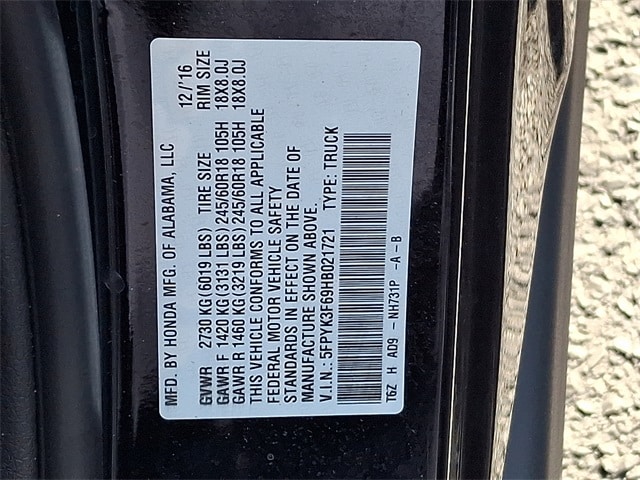 MFD. BY HONDA MFG. OF ALABAMA, LLC 12/'16
GVWR 2730 KG (6019 LBS) TIRE SIZE RIM SIZE
GAWR F 1420 KG (3131 LBS) 245/60R18 105H 18X8.0J
GAWR R 1460 KG (3219 LBS) 245/60R18 105H 18X8.0J
THIS VEHICLE CONFORMS TO ALL APPLICABLE
FEDERAL MOTOR VEHICLE SAFETY
STANDARDS IN EFFECT ON THE DATE OF
MANUFACTURE SHOWN ABOVE.
V.I.N.: 5FPYK3F69HB021721 TYPE: TRUCK
T6Z H AD9 - NH731P -A -B